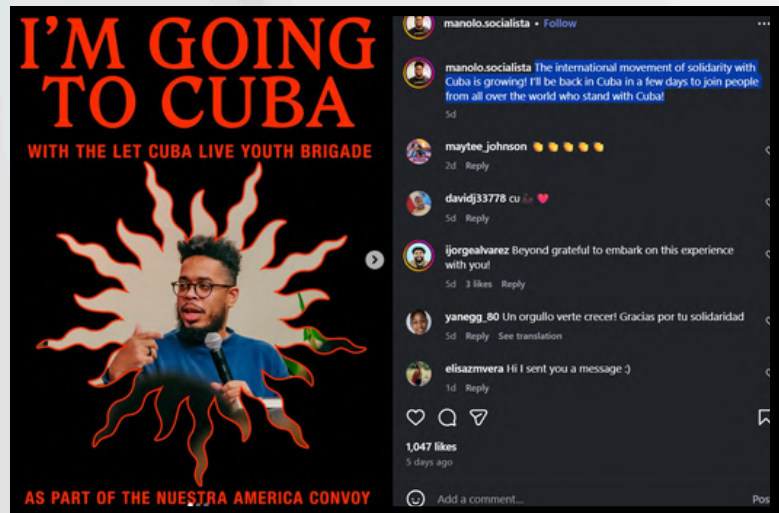 I'M GOING
TO CUBA
WITH THE LET CUBA LIVE YOUTH BRIGADE
AS PART OF THE NUESTRA AMERICA CONVOY
manolo.socialista • Follow
manolo.socialista The international movement of solidarity with
Cuba is growing! I'll be back in Cuba in a few days to join people
from all over the world who stand with Cuba!
5d
maytee_johnson 👏👏👏👏👏
2d Reply
davidj33778 cu
5d Reply
ijorgealvarez Beyond grateful to embark on this experience
with you!
5d 3 likes Reply
yanegg_80 Un orgullo verte crecer! Gracias por tu solidaridad
5d Reply See translation
elisazmvera Hi I sent you a message :)
1d Reply
1,047 likes
5 days ago
Add a comment...
Pos